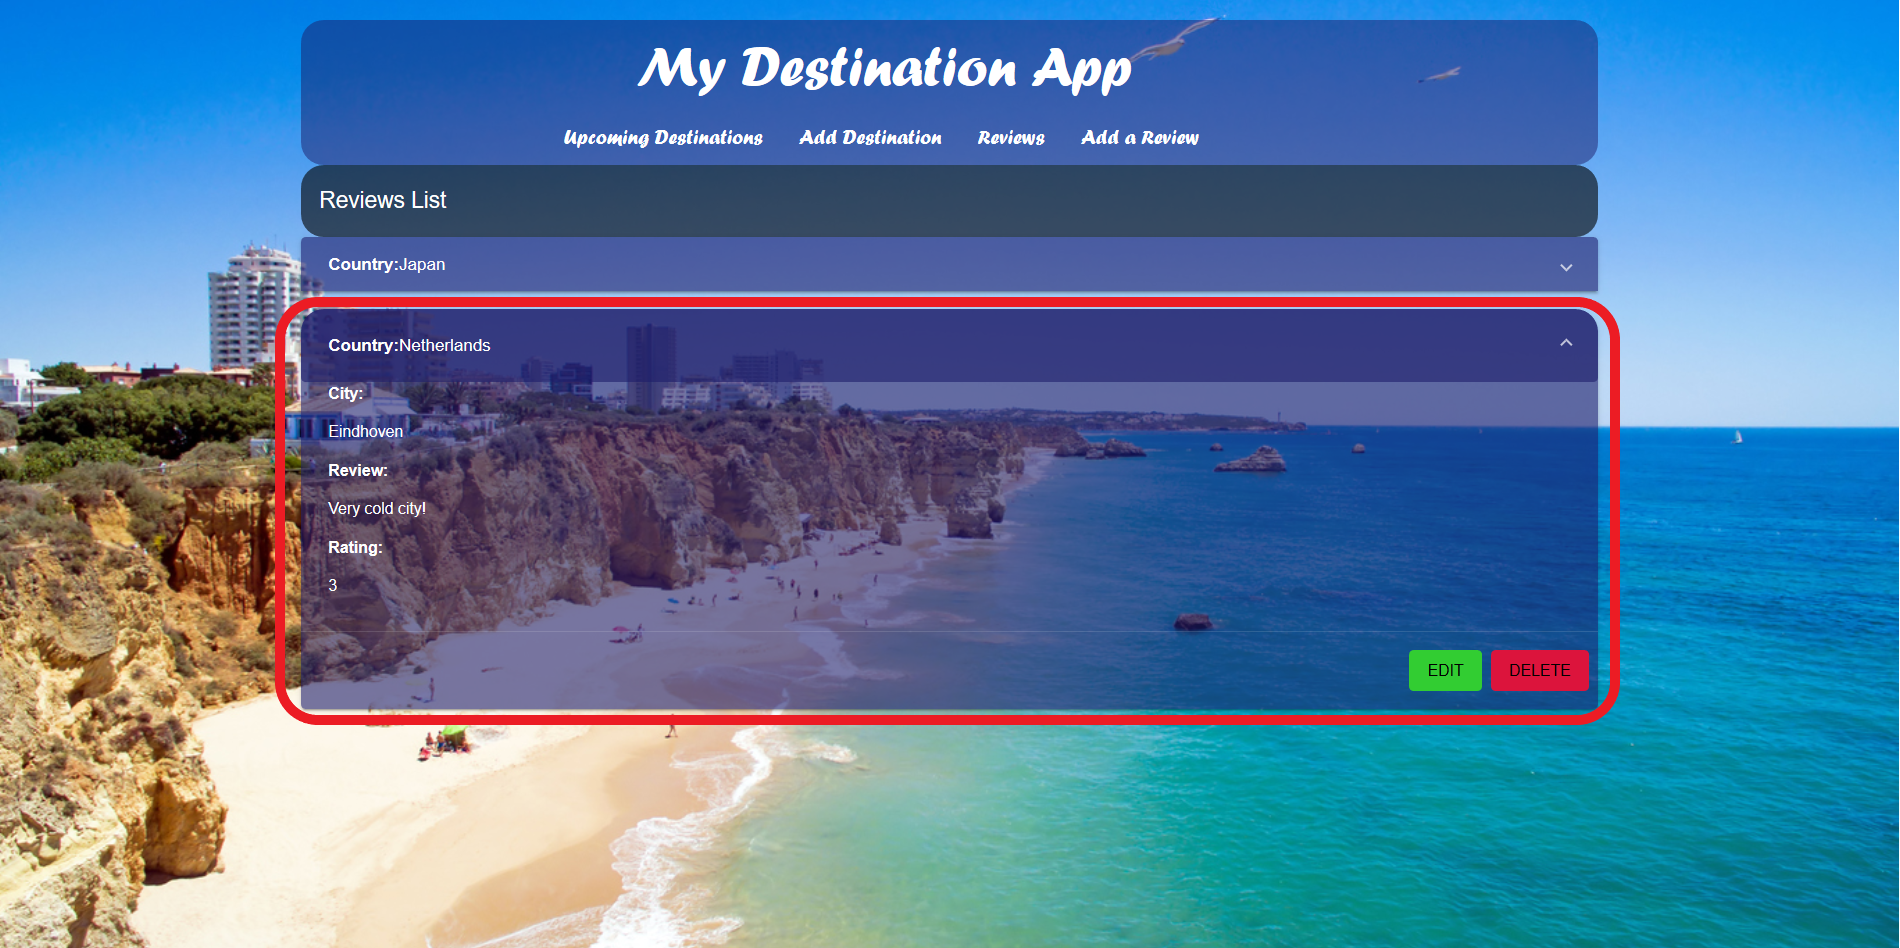 My Destination App
Upcoming Destinations Add Destination Reviews Add a Review
Reviews List
Country:Japan
Country:Netherlands
City:
Eindhoven
Review:
Very cold city!
Rating:
3
EDIT DELETE